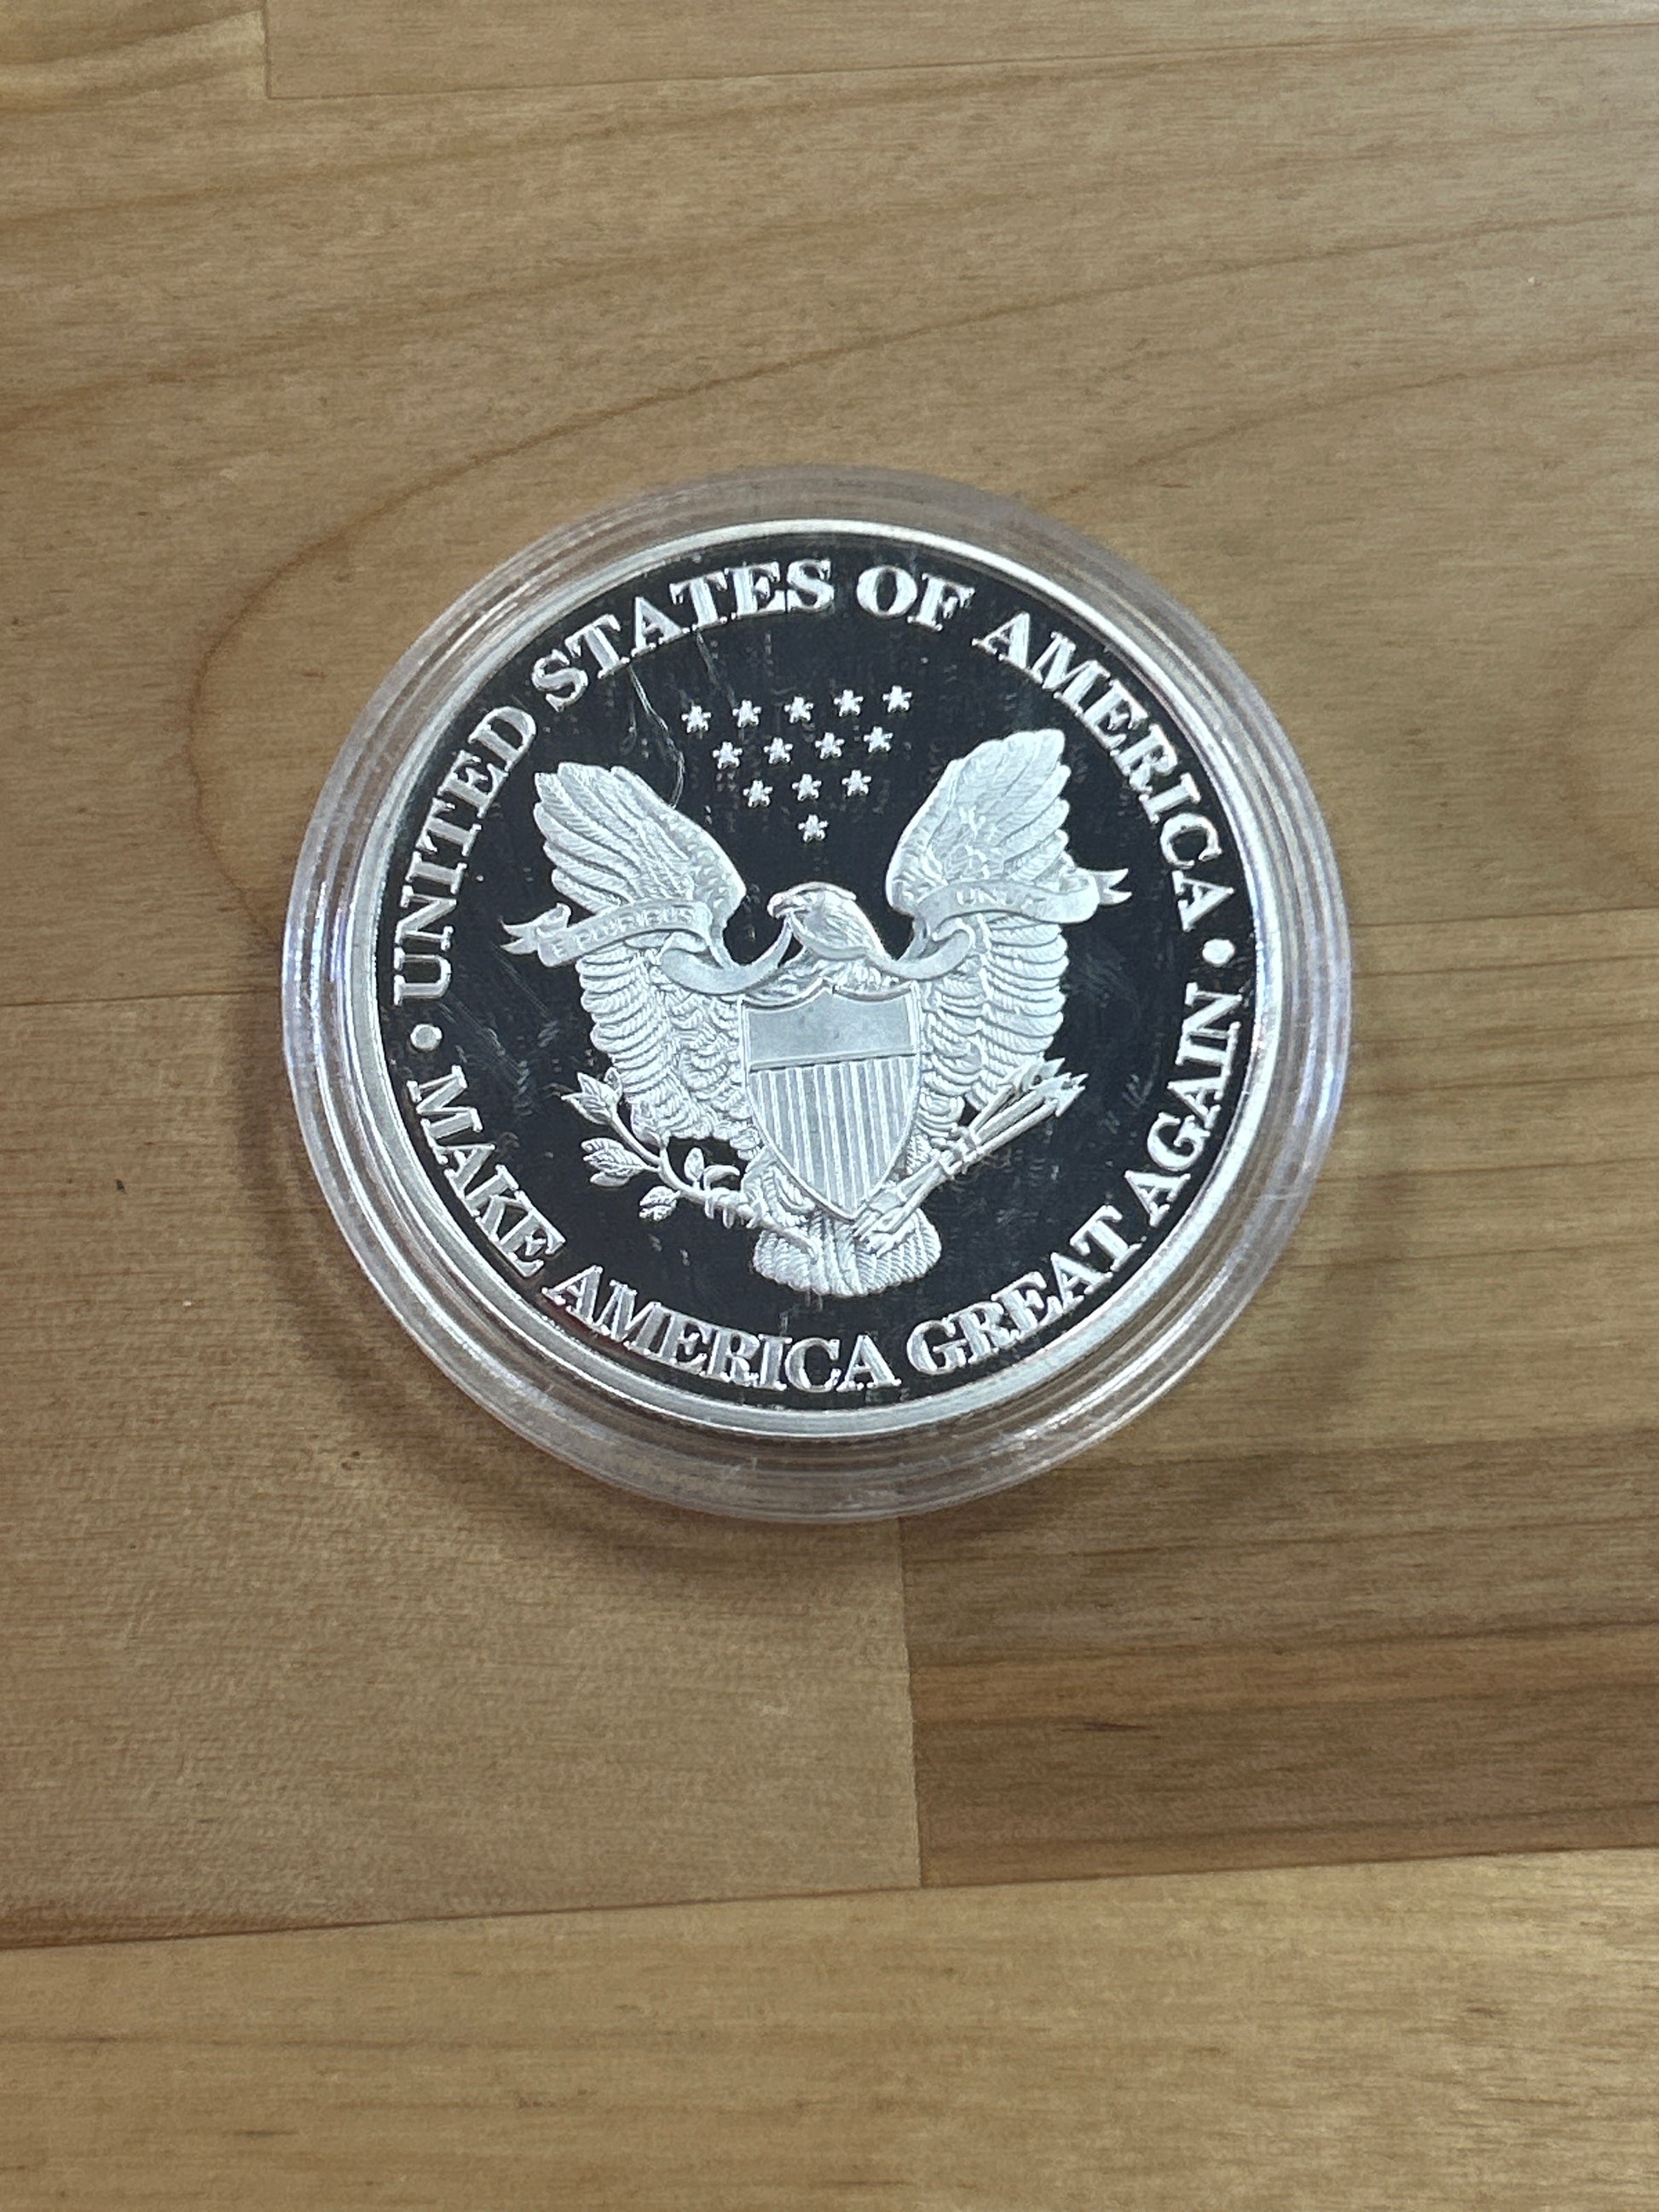 UNITED STATES OF AMERICA
E PLURIBUS UNUM
• MAKE AMERICA GREAT AGAIN •